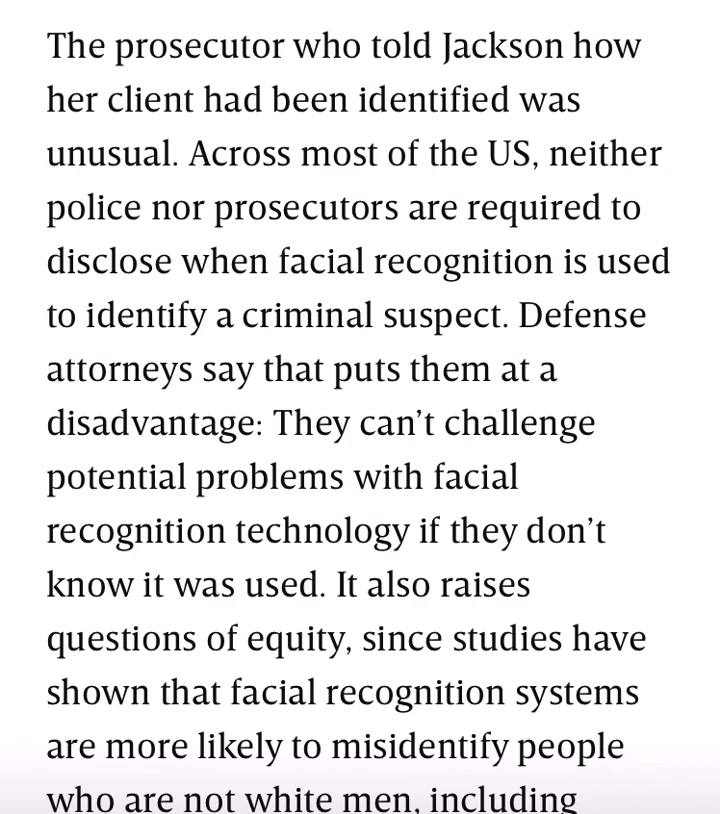 The prosecutor who told Jackson how
her client had been identified was
unusual. Across most of the US, neither
police nor prosecutors are required to
disclose when facial recognition is used
to identify a criminal suspect. Defense
attorneys say that puts them at a
disadvantage: They can’t challenge
potential problems with facial
recognition technology if they don’t
know it was used. It also raises
questions of equity, since studies have
shown that facial recognition systems
are more likely to misidentify people
who are not white men, including